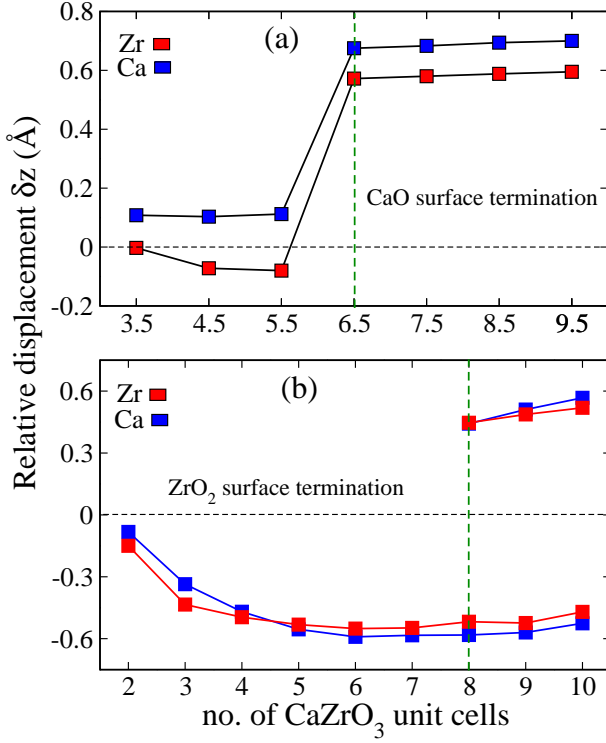 0.8
(a)
Zr
Ca
0.6
0.4
0.2
CaO surface termination
0
-0.2
3.5 4.5 5.5 6.5 7.5 8.5 9.5
Relative displacement δz (Å)
Zr
(b)
Ca
0.6
0.3
ZrO₂ surface termination
0
-0.3
-0.6
2 3 4 5 6 7 8 9 10
no. of CaZrO₃ unit cells